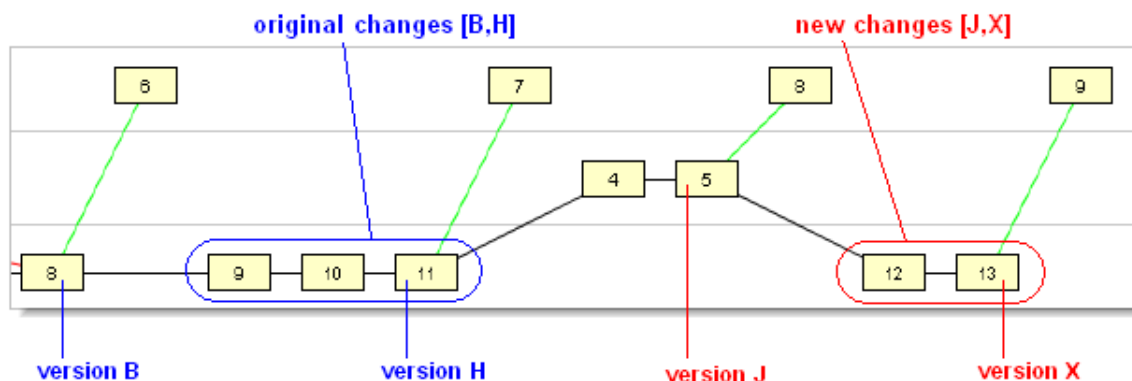 original changes [B,H] new changes [J,X]
6 7 8 9
4 5
8 9 10 11 12 13
version B version H version J version X